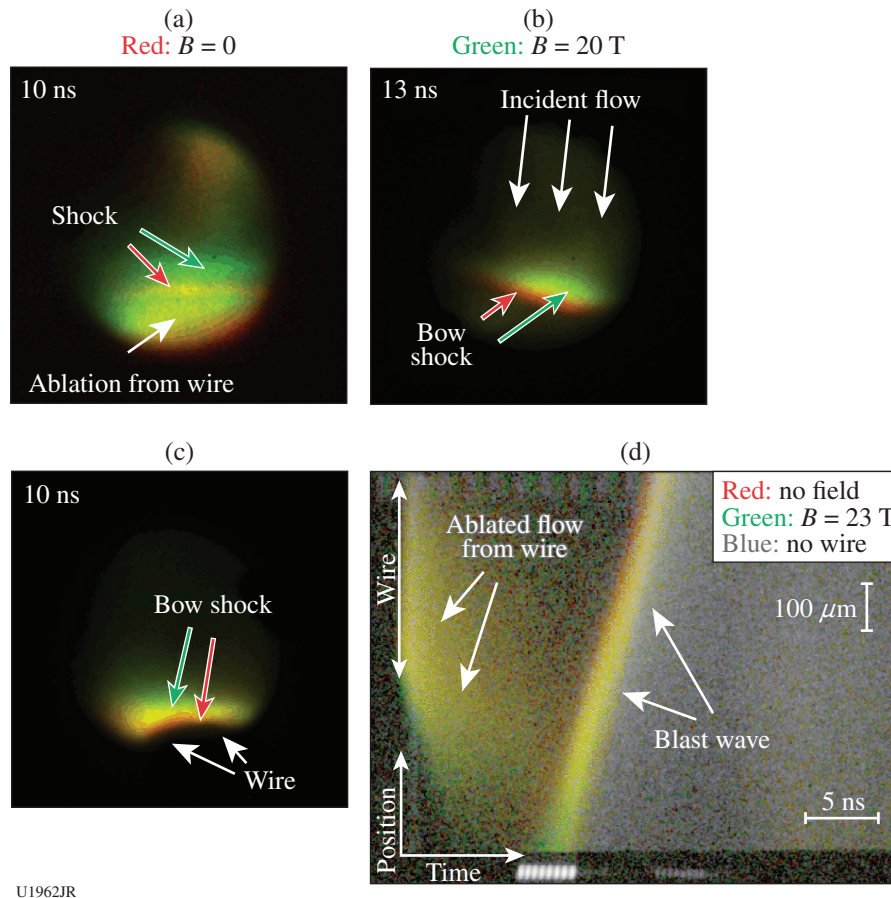 (a)
Red: B = 0
10 ns
Shock
Ablation from wire
(b)
Green: B = 20 T
13 ns
Incident flow
Bow
shock
(c)
10 ns
Bow shock
Wire
(d)
Red: no field
Green: B = 23 T
Blue: no wire
Ablated flow
from wire
Wire
100 μm
Blast wave
Position
5 ns
Time
U1962JR